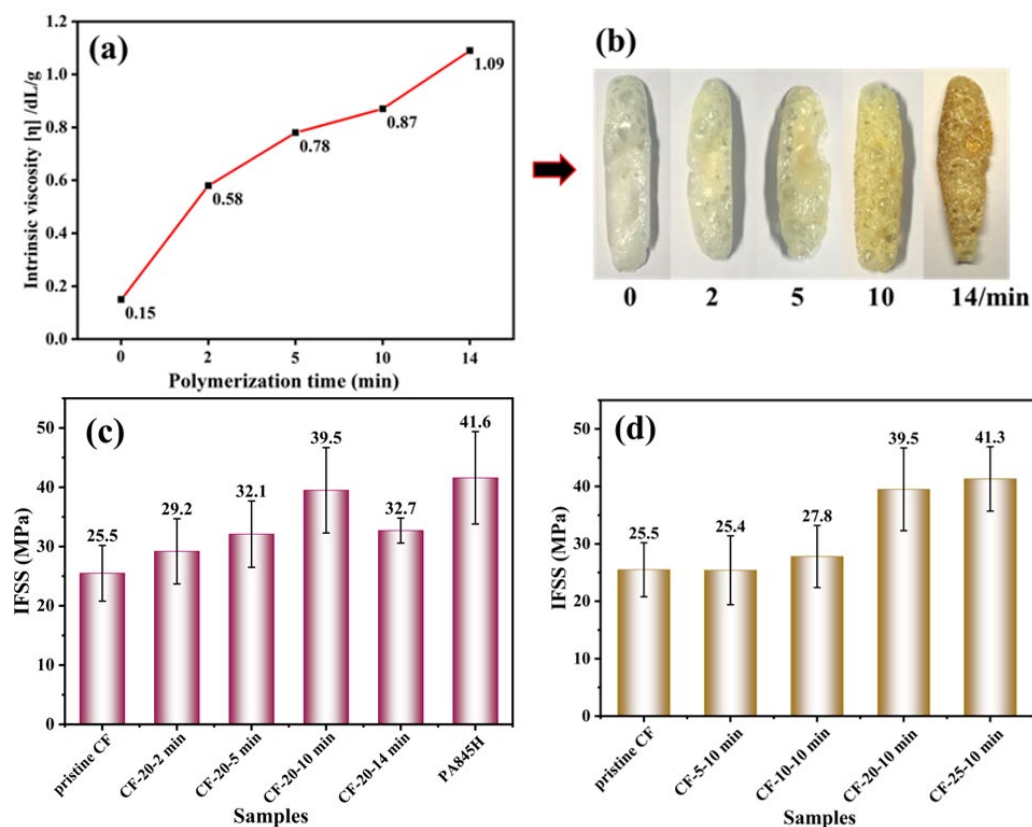 (a)
Intrinsic viscosity [η] /dL/g
1.2
1.0
0.8
0.6
0.4
0.2
0.0
0.15
0.58
0.78
0.87
1.09
0
2
5
10
14
Polymerization time (min)
(b)
0
2
5
10
14/min
(c)
IFSS (MPa)
50
40
30
20
10
0
25.5
29.2
32.1
39.5
32.7
41.6
pristine CF
CF-20-2 min
CF-20-5 min
CF-20-10 min
CF-20-14 min
PA845H
Samples
(d)
IFSS (MPa)
50
40
30
20
10
0
25.5
25.4
27.8
39.5
41.3
pristine CF
CF-5-10 min
CF-10-10 min
CF-20-10 min
CF-25-10 min
Samples